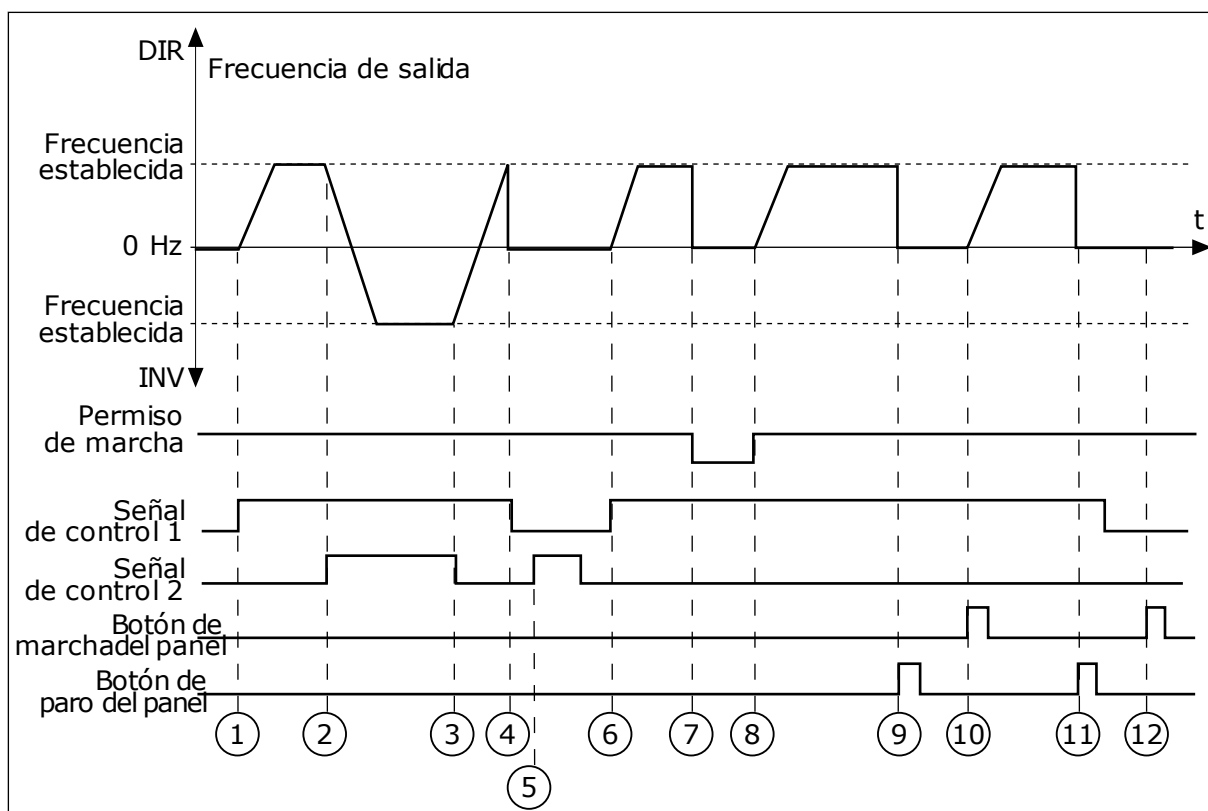 DIR
Frecuencia de salida
Frecuencia
establecida
t
0 Hz
Frecuencia
establecida
INV
Permiso
de marcha
Señal
de control 1
Señal
de control 2
Botón de
marchadel panel
Botón de
paro del panel
1 2 3 4 6 7 8 9 10 11 12
5